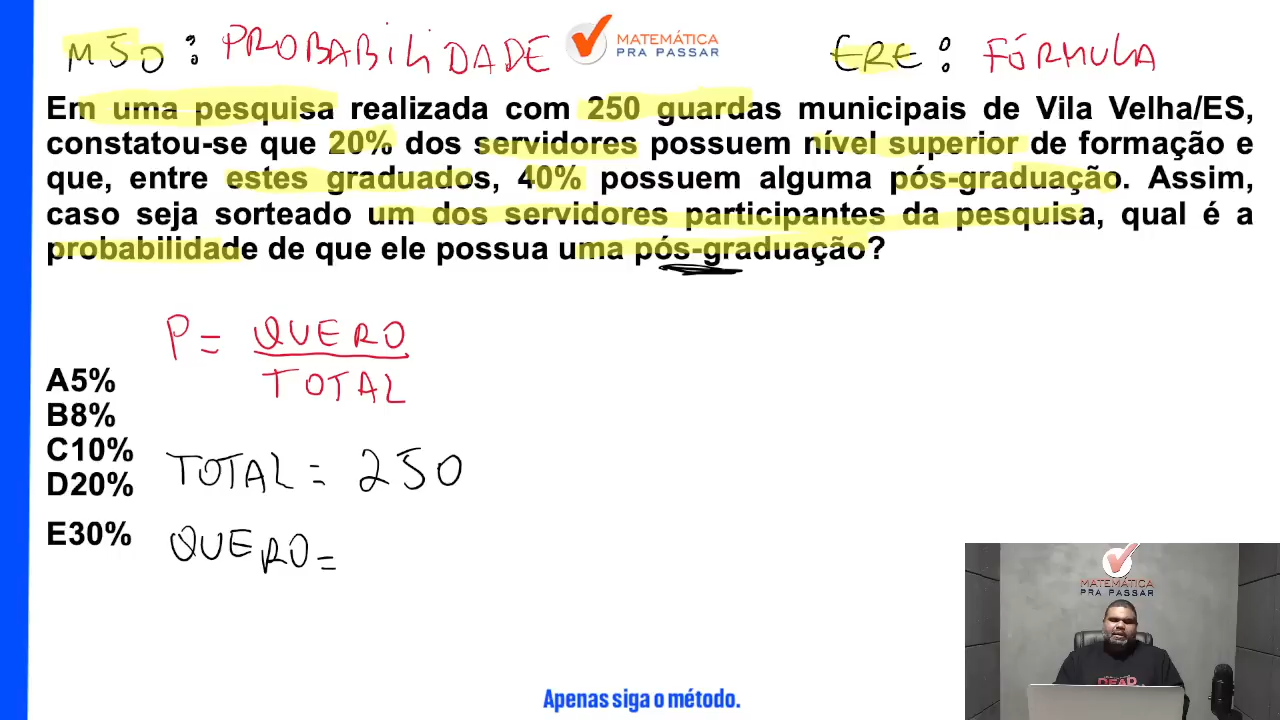 M50 : PROBABILIDADE
MATEMÁTICA
PRA PASSAR
ERE : FÓRMULA
Em uma pesquisa realizada com 250 guardas municipais de Vila Velha/ES,
constatou-se que 20% dos servidores possuem nível superior de formação e
que, entre estes graduados, 40% possuem alguma pós-graduação. Assim,
caso seja sorteado um dos servidores participantes da pesquisa, qual é a
probabilidade de que ele possua uma pós-graduação?
P = QUERO
TOTAL
A5%
B8%
C10%
D20%
E30%
TOTAL = 250
QUERO =
MATEMÁTICA
PRA PASSAR
Apenas siga o método.